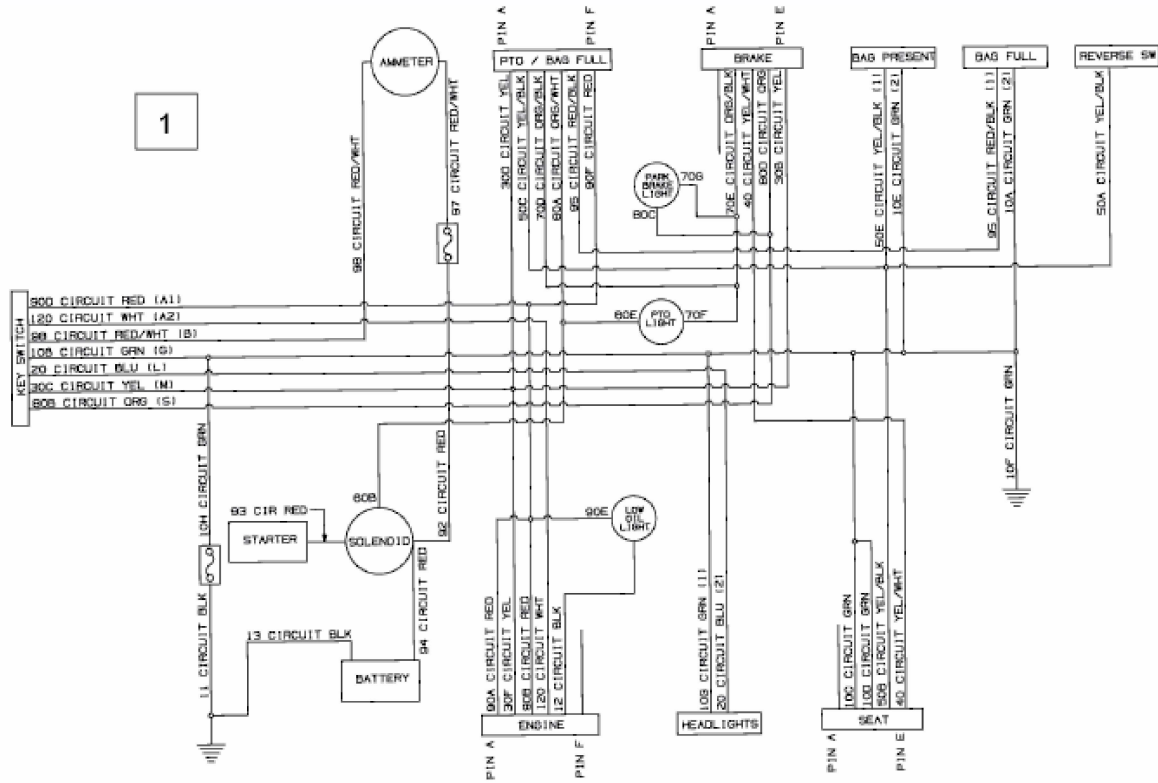 1
AMMETER
PIN A
PIN F
PTO / BAG FULL
PIN A
PIN E
BRAKE
BAG PRESENT
BAG FULL
REVERSE SW
98 CIRCUIT RED/WHT
97 CIRCUIT RED/WHT
30D CIRCUIT YEL
50C CIRCUIT YEL/BLK
70D CIRCUIT ORG/BLK
60A CIRCUIT ORG/WHT
95 CIRCUIT RED/BLK
90F CIRCUIT RED
70E CIRCUIT ORG/BLK
40 CIRCUIT YEL/WHT
80D CIRCUIT ORG
30B CIRCUIT YEL
50E CIRCUIT YEL/BLK (1)
10E CIRCUIT GRN (2)
95 CIRCUIT RED/BLK (1)
10A CIRCUIT GRN (2)
50A CIRCUIT YEL/BLK
PARK
BRAKE
LIGHT
70G
80C
KEY SWITCH
90D CIRCUIT RED (A1)
120 CIRCUIT WHT (A2)
98 CIRCUIT RED/WHT (B)
10B CIRCUIT GRN (G)
20 CIRCUIT BLU (L)
30C CIRCUIT YEL (M)
80B CIRCUIT ORG (S)
60E
PTO
LIGHT
70F
10F CIRCUIT GRN
10H CIRCUIT GRN
92 CIRCUIT RED
60B
93 CIR RED
STARTER
SOLENOID
90E
LOW
OIL
LIGHT
94 CIRCUIT RED
11 CIRCUIT BLK
13 CIRCUIT BLK
BATTERY
90A CIRCUIT RED
30F CIRCUIT YEL
80B CIRCUIT RED
120 CIRCUIT WHT
12 CIRCUIT BLK
10G CIRCUIT GRN (1)
20 CIRCUIT BLU (2)
10C CIRCUIT GRN
10D CIRCUIT GRN
50B CIRCUIT YEL/BLK
40 CIRCUIT YEL/WHT
ENGINE
HEADLIGHTS
SEAT
PIN A
PIN F
PIN A
PIN E